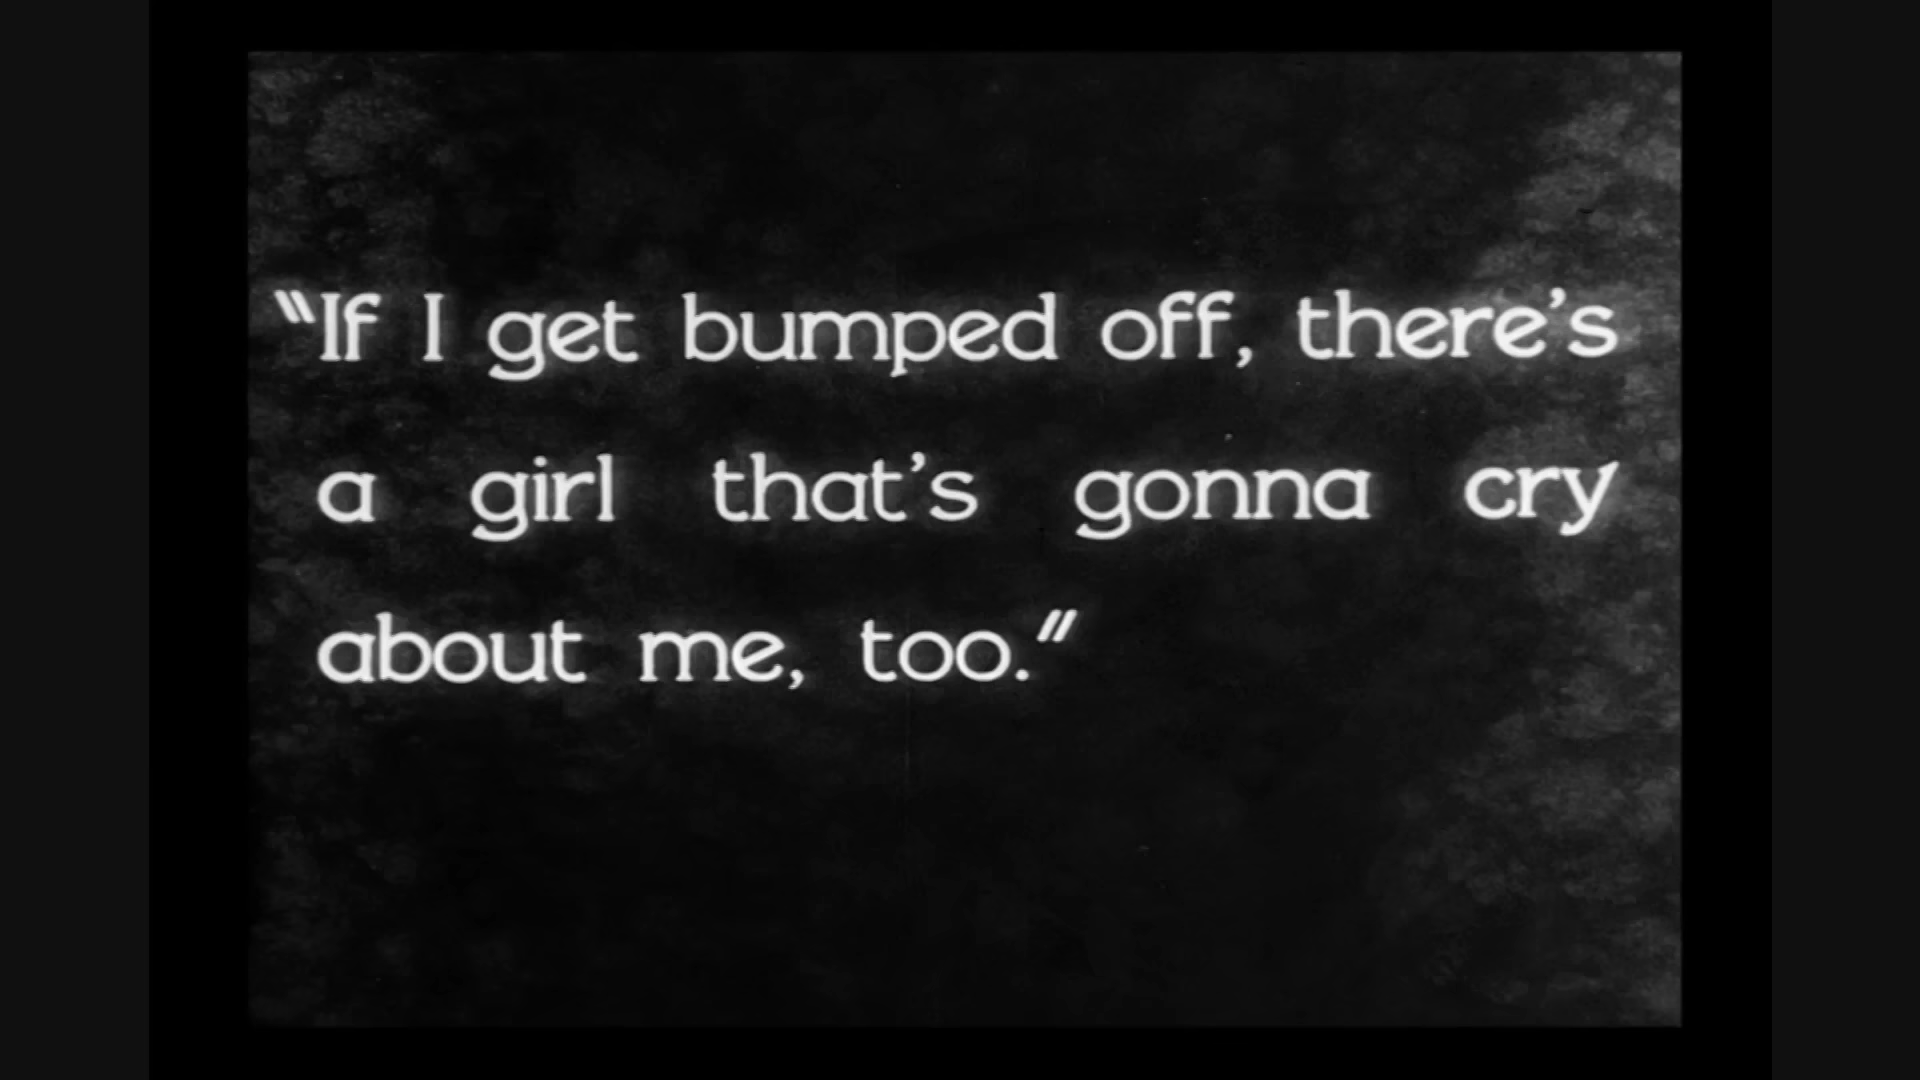 "If I get bumped off, there's
a girl that's gonna cry
about me, too."